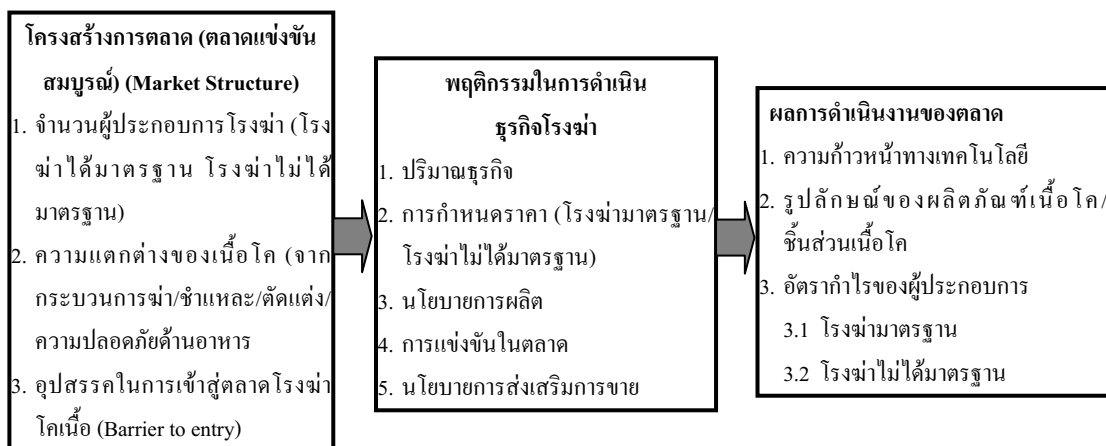 โครงสร้างการตลาด (ตลาดแข่งขัน
สมบูรณ์) (Market Structure)
1. จำนวนผู้ประกอบการโรงฆ่า (โรง
ฆ่าได้มาตรฐาน โรงฆ่าไม่ได้
มาตรฐาน)
2. ความแตกต่างของเนื้อโค (จาก
กระบวนการฆ่า/ชำแหละ/ตัดแต่ง/
ความปลอดภัยด้านอาหาร
3. อุปสรรคในการเข้าสู่ตลาดโรงฆ่า
โคเนื้อ (Barrier to entry)
พฤติกรรมในการดำเนิน
ธุรกิจโรงฆ่า
1. ปริมาณธุรกิจ
2. การกำหนดราคา (โรงฆ่ามาตรฐาน/
โรงฆ่าไม่ได้มาตรฐาน)
3. นโยบายการผลิต
4. การแข่งขันในตลาด
5. นโยบายการส่งเสริมการขาย
ผลการดำเนินงานของตลาด
1. ความก้าวหน้าทางเทคโนโลยี
2. รูปลักษณ์ของผลิตภัณฑ์เนื้อโค/
ชิ้นส่วนเนื้อโค
3. อัตรากำไรของผู้ประกอบการ
3.1 โรงฆ่ามาตรฐาน
3.2 โรงฆ่าไม่ได้มาตรฐาน